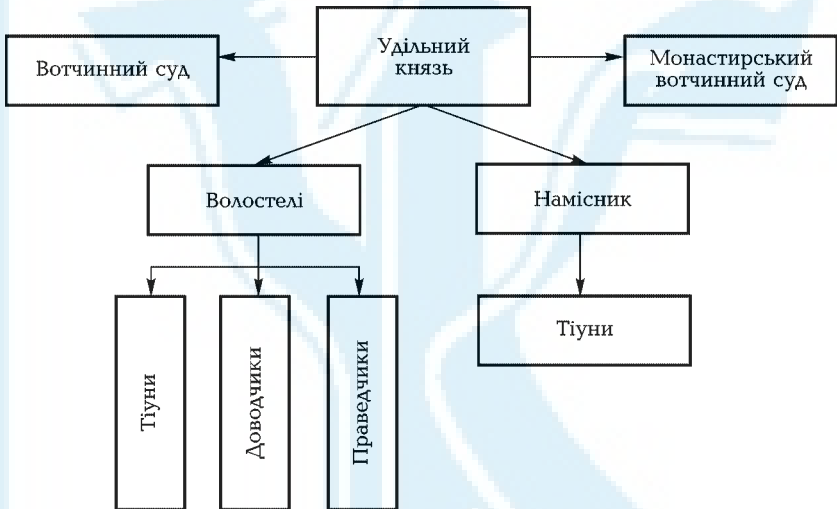 Удільний
князь
Вотчинний суд
Монастирський
вотчинний суд
Волостелі
Намісник
Тіуни
Доводчики
Праведчики
Тіуни